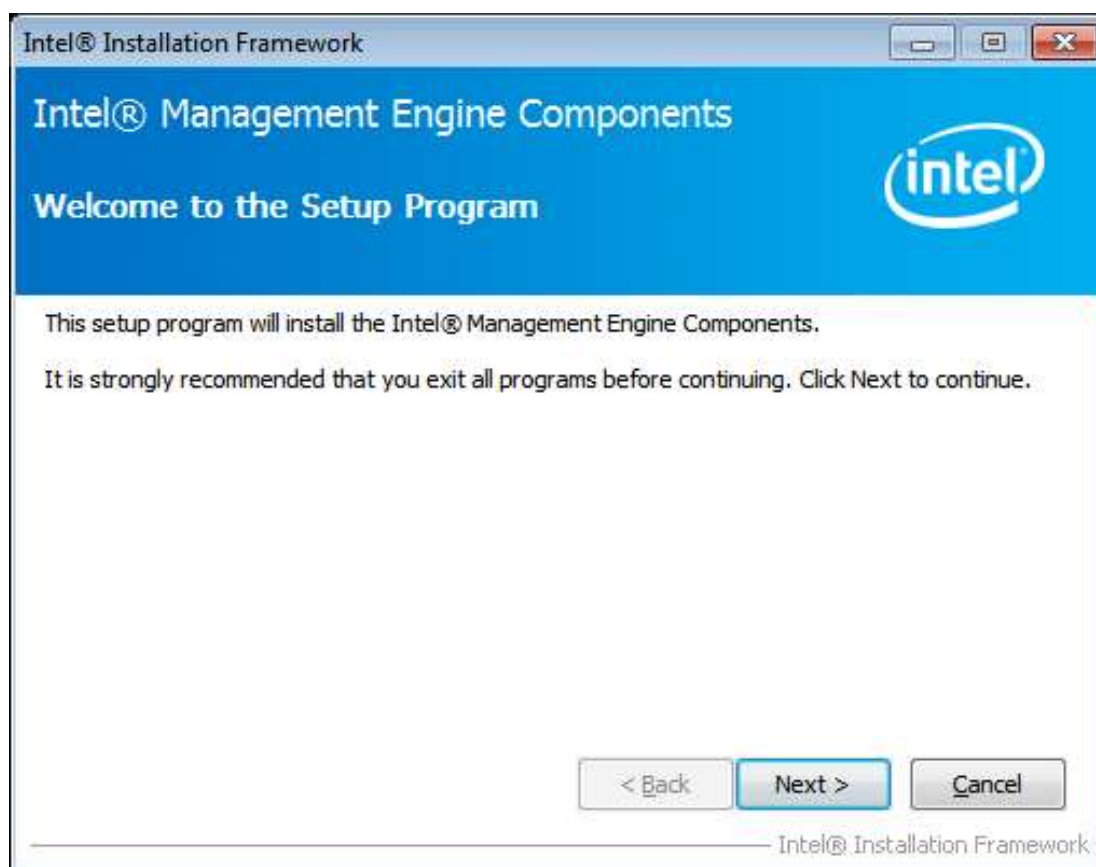 Intel® Installation Framework
Intel® Management Engine Components
intel®
Welcome to the Setup Program
This setup program will install the Intel® Management Engine Components.
It is strongly recommended that you exit all programs before continuing. Click Next to continue.
< Back
Next >
Cancel
Intel® Installation Framework